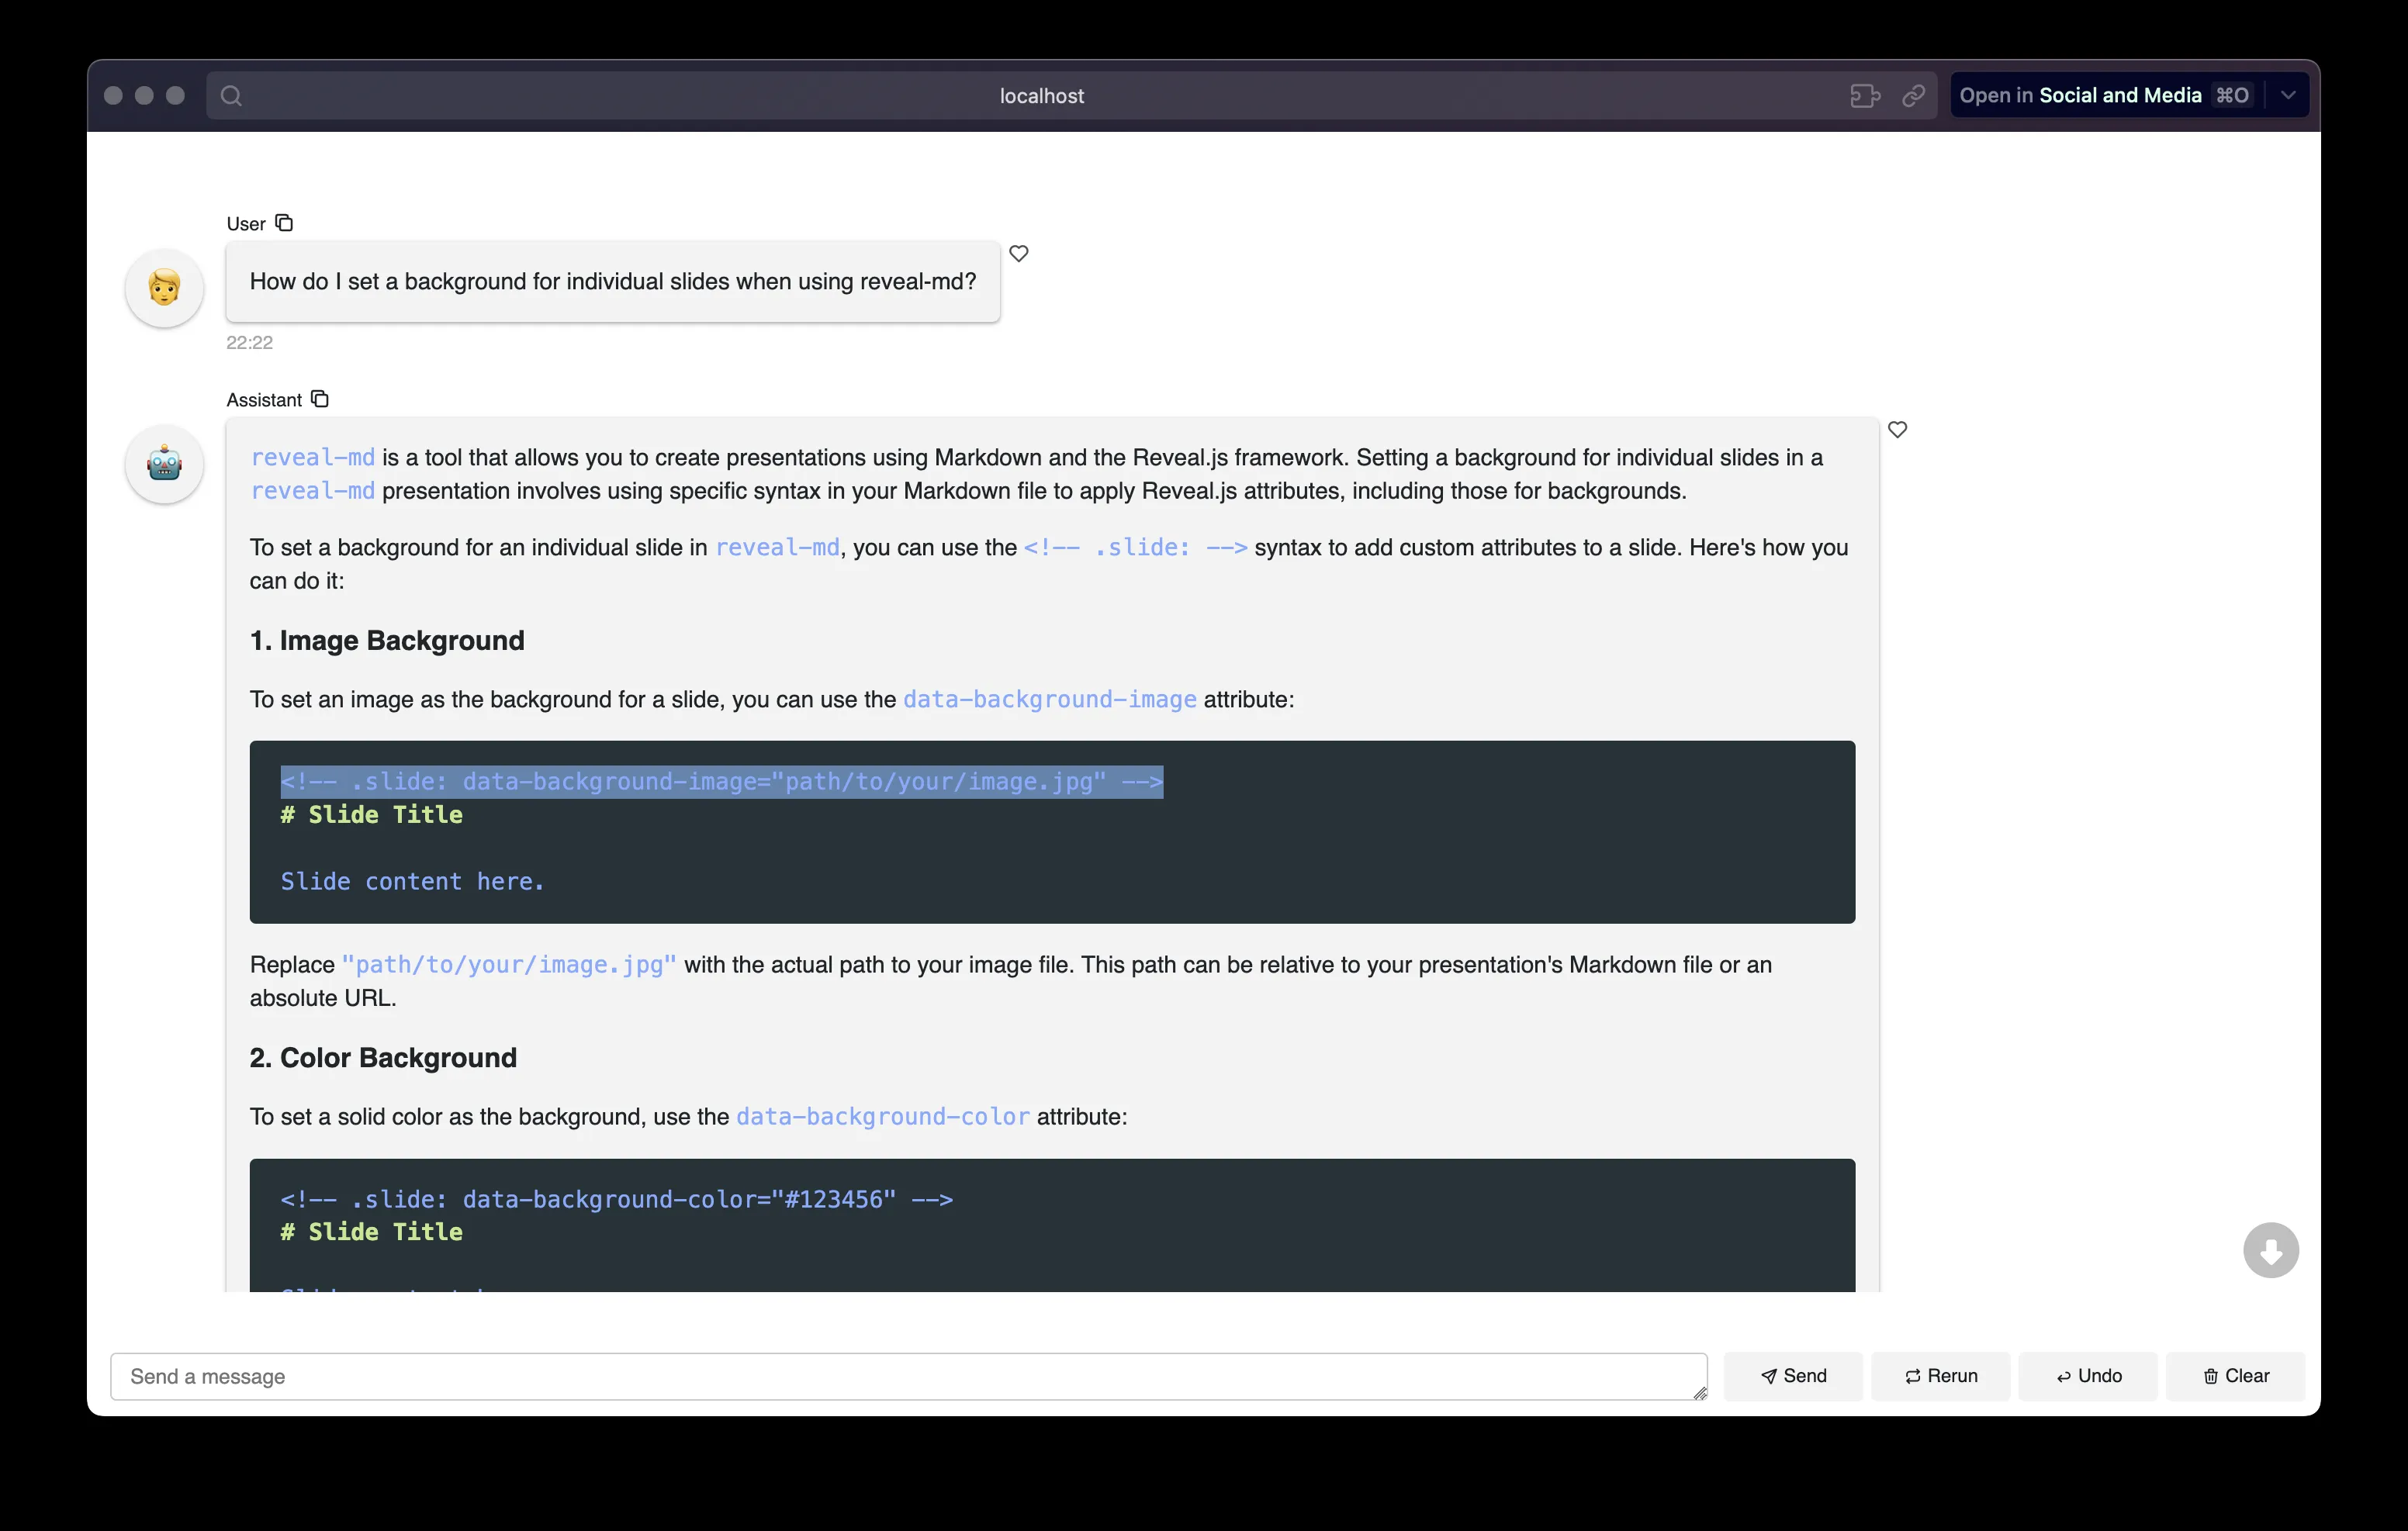 localhost
Open in Social and Media ⌘O
User
How do I set a background for individual slides when using reveal-md?
22:22
Assistant
reveal-md is a tool that allows you to create presentations using Markdown and the Reveal.js framework. Setting a background for individual slides in a
reveal-md presentation involves using specific syntax in your Markdown file to apply Reveal.js attributes, including those for backgrounds.
To set a background for an individual slide in reveal-md, you can use the <!-- .slide: --> syntax to add custom attributes to a slide. Here's how you
can do it:
1. Image Background
To set an image as the background for a slide, you can use the data-background-image attribute:
<!-- .slide: data-background-image="path/to/your/image.jpg" -->
# Slide Title
Slide content here.
Replace "path/to/your/image.jpg" with the actual path to your image file. This path can be relative to your presentation's Markdown file or an
absolute URL.
2. Color Background
To set a solid color as the background, use the data-background-color attribute:
<!-- .slide: data-background-color="#123456" -->
# Slide Title
Send a message
Send
Rerun
Undo
Clear